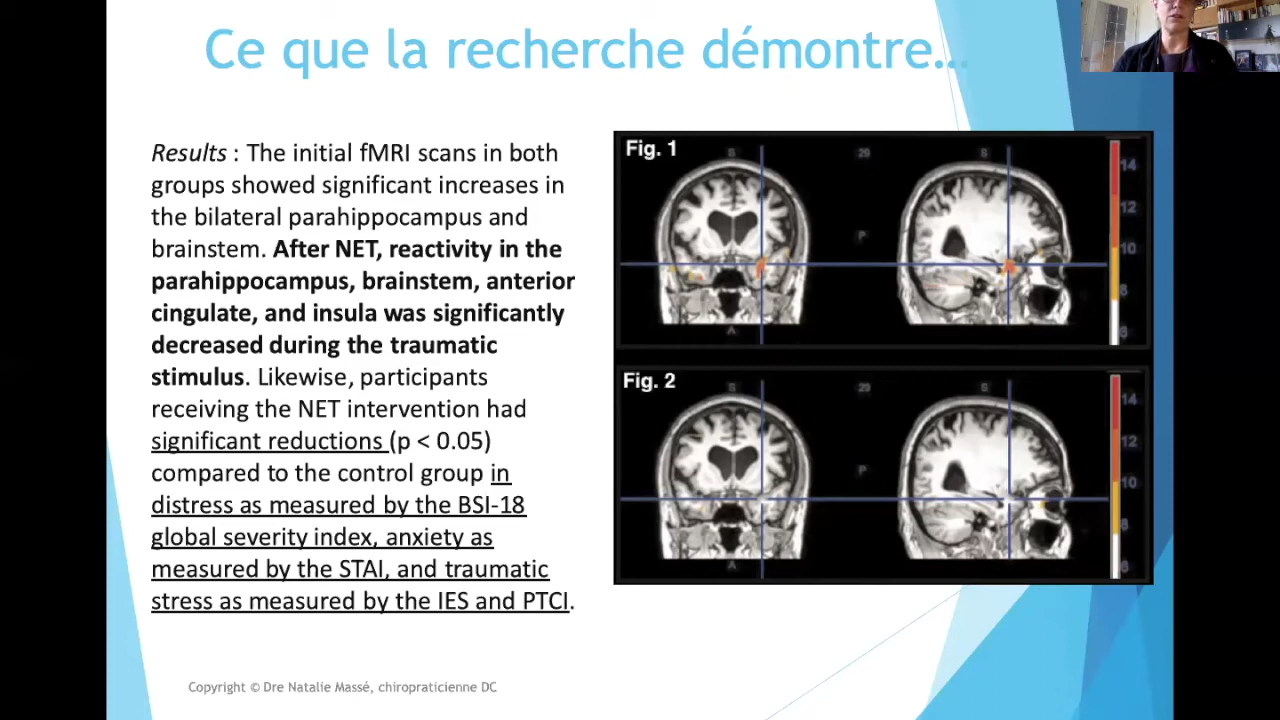 Ce que la recherche démontre…
Results : The initial fMRI scans in both
groups showed significant increases in
the bilateral parahippocampus and
brainstem. After NET, reactivity in the
parahippocampus, brainstem, anterior
cingulate, and insula was significantly
decreased during the traumatic
stimulus. Likewise, participants
receiving the NET intervention had
significant reductions (p < 0.05)
compared to the control group in
distress as measured by the BSI-18
global severity index, anxiety as
measured by the STAI, and traumatic
stress as measured by the IES and PTCI.
Fig. 1
S
29
S
P
A
14
12
10
8
6
Fig. 2
S
29
S
P
A
14
12
10
8
6
Copyright © Dre Natalie Massé, chiropraticienne DC